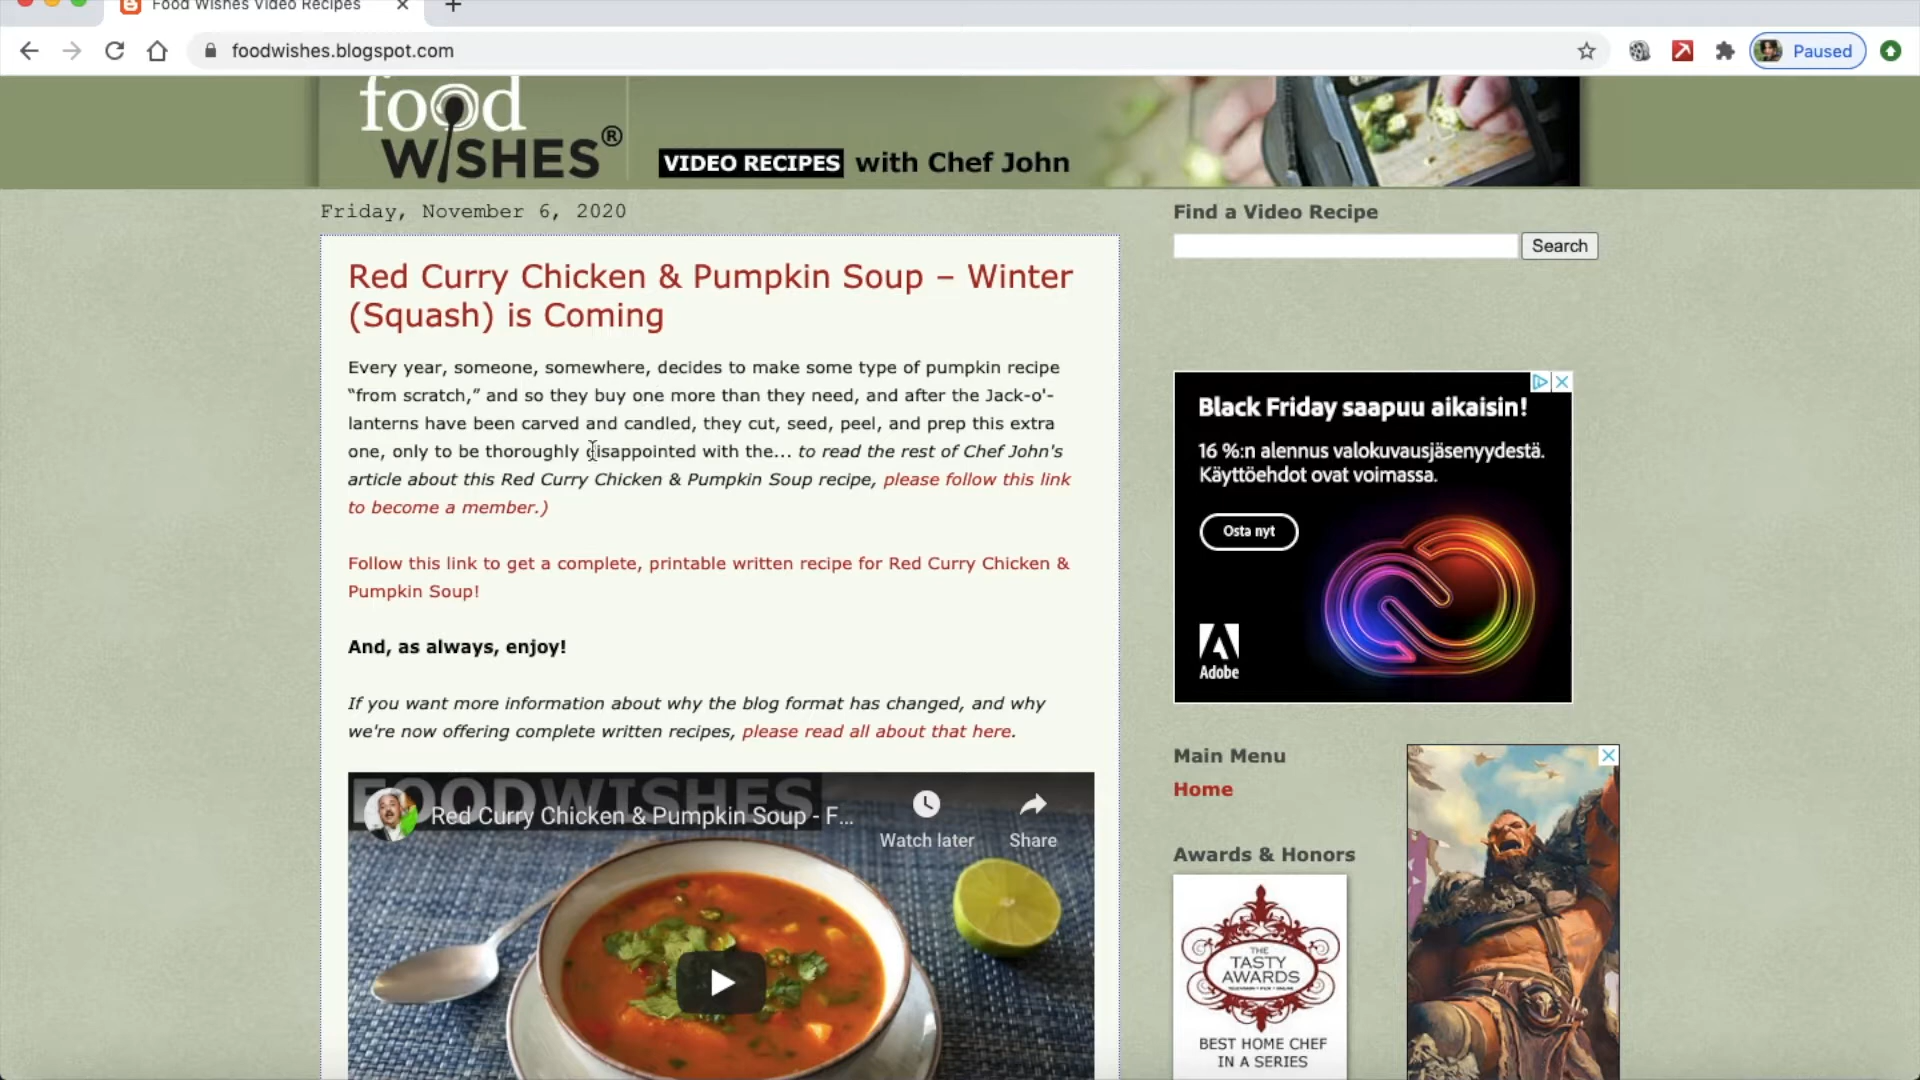 Food Wishes Video Recipes
foodwishes.blogspot.com
Paused
food
WISHES®
VIDEO RECIPES with Chef John
Friday, November 6, 2020
Red Curry Chicken & Pumpkin Soup – Winter
(Squash) is Coming
Every year, someone, somewhere, decides to make some type of pumpkin recipe
“from scratch,” and so they buy one more than they need, and after the Jack-o'-
lanterns have been carved and candled, they cut, seed, peel, and prep this extra
one, only to be thoroughly disappointed with the... to read the rest of Chef John's
article about this Red Curry Chicken & Pumpkin Soup recipe, please follow this link
to become a member.)
Follow this link to get a complete, printable written recipe for Red Curry Chicken &
Pumpkin Soup!
And, as always, enjoy!
If you want more information about why the blog format has changed, and why
we're now offering complete written recipes, please read all about that here.
FOODWISHES
Red Curry Chicken & Pumpkin Soup - F...
Watch later
Share
Find a Video Recipe
Search
Black Friday saapuu aikaisin!
16 %:n alennus valokuvausjäsenyydestä.
Käyttöehdot ovat voimassa.
Osta nyt
Adobe
Main Menu
Home
Awards & Honors
THE
TASTY
AWARDS
BEST HOME CHEF
IN A SERIES